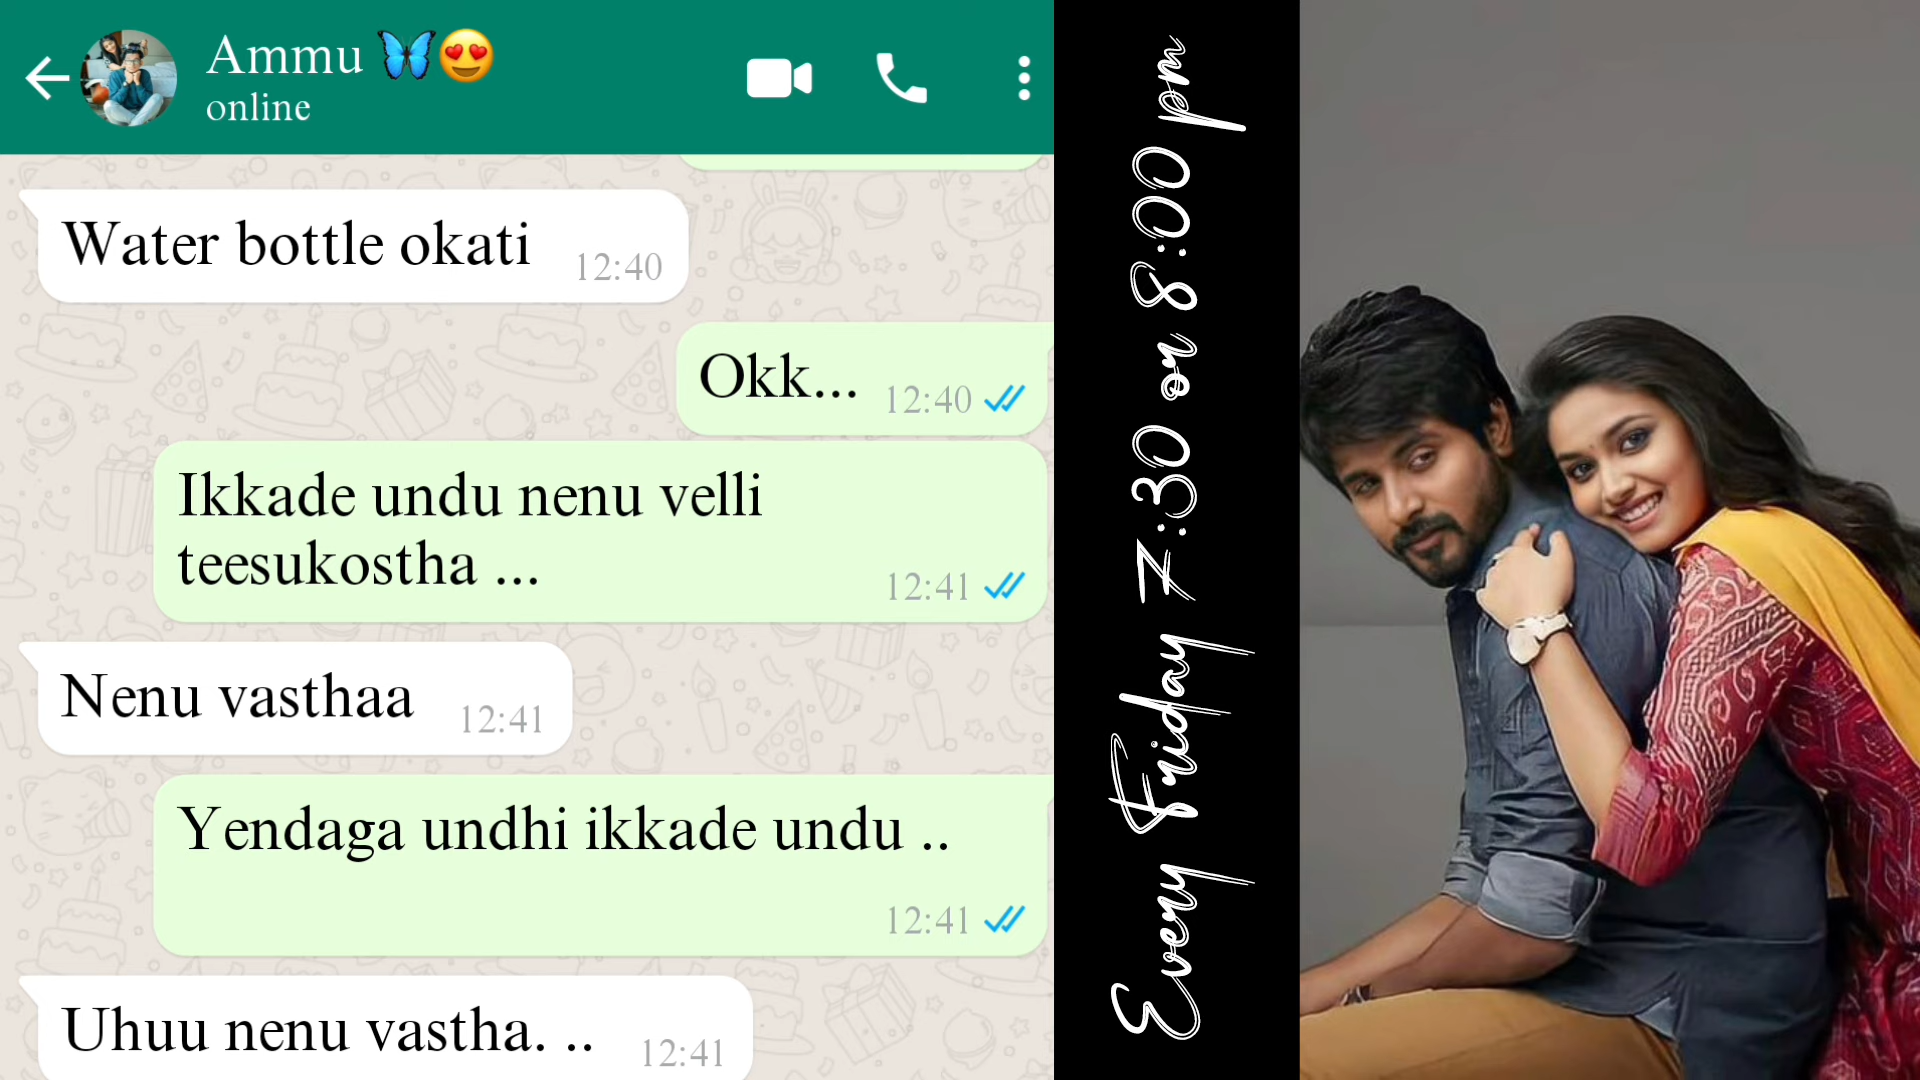 Ammu 🦋😍
online
Water bottle okati
12:40
Okk...
12:40
Ikkade undu nenu velli
teesukostha ...
12:41
Nenu vasthaa
12:41
Yendaga undhi ikkade undu ..
12:41
Uhuu nenu vastha. ..
12:41
Every Friday 7:30 or 8:00 pm